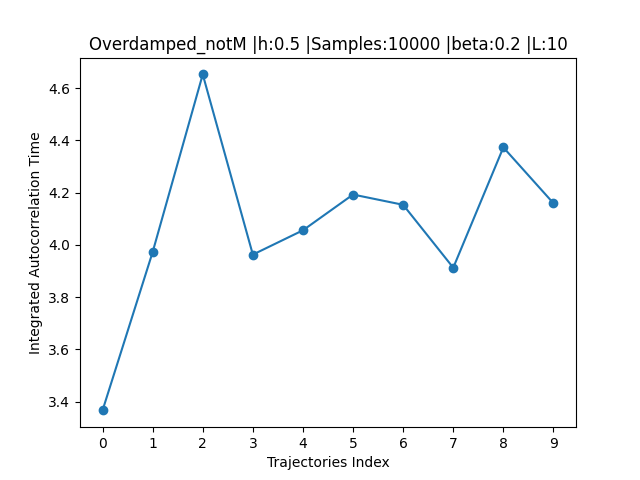 Overdamped_notM |h:0.5 |Samples:10000 |beta:0.2 |L:10
4.6
4.4
4.2
4.0
3.8
3.6
3.4
Integrated Autocorrelation Time
0 1 2 3 4 5 6 7 8 9
Trajectories Index